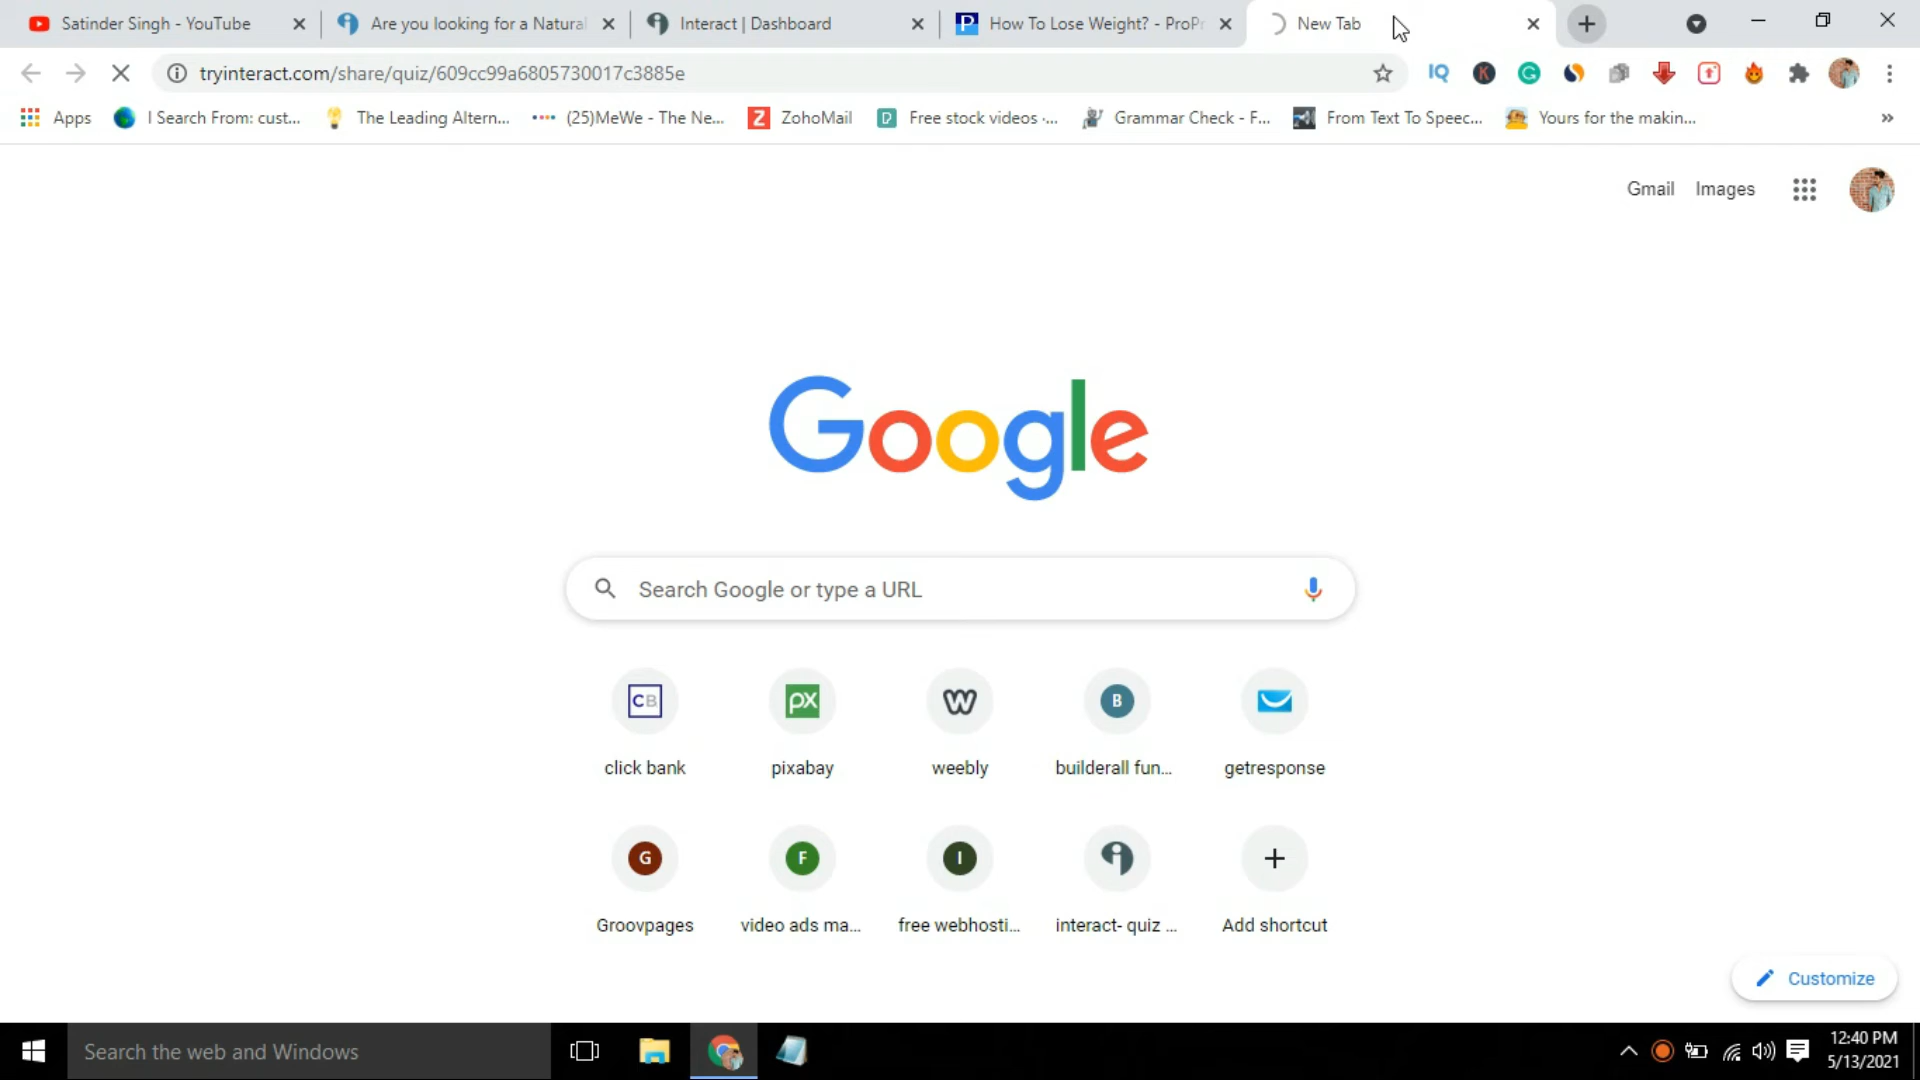 Satinder Singh - YouTube
Are you looking for a Natura
Interact | Dashboard
How To Lose Weight? - ProPr
New Tab
tryinteract.com/share/quiz/609cc99a6805730017c3885e
IQ
K
G
Apps
I Search From: cust...
The Leading Altern...
(25)MeWe - The Ne...
Z
ZohoMail
Free stock videos ·...
Grammar Check - F...
From Text To Speec...
Yours for the makin...
»
Gmail
Images
Google
Search Google or type a URL
CB
px
W
B
click bank
pixabay
weebly
builderall fun...
getresponse
G
F
I
Groovpages
video ads ma...
free webhosti...
interact- quiz ...
Add shortcut
Customize
Search the web and Windows
12:40 PM
5/13/2021